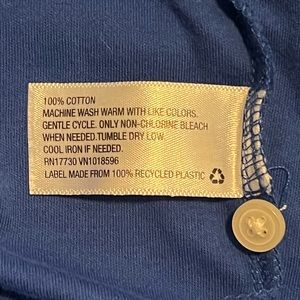 100% COTTON
MACHINE WASH WARM WITH LIKE COLORS.
GENTLE CYCLE. ONLY NON-CHLORINE BLEACH
WHEN NEEDED.TUMBLE DRY LOW.
COOL IRON IF NEEDED.
RN17730 VN1018596
LABEL MADE FROM 100% RECYCLED PLASTIC